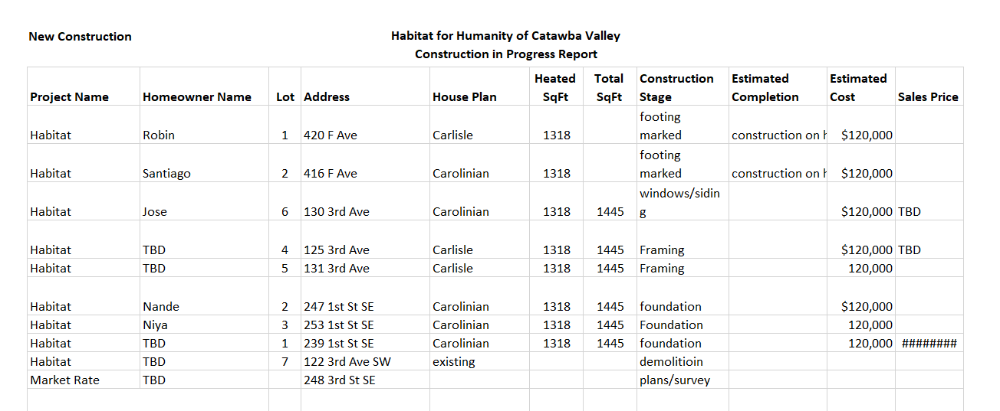 New Construction Habitat for Humanity of Catawba Valley
Construction in Progress Report
Heated Total Construction Estimated Estimated
Project Name Homeowner Name Lot Address House Plan SqFt SqFt Stage Completion Cost Sales Price
footing
Habitat Robin 1 420 F Ave Carlisle 1318 marked construction on $120,000
footing
Habitat Santiago 2 416 F Ave Carolinian 1318 marked construction on $120,000
windows/sidin
Habitat Jose 6 130 3rd Ave Carolinian 1318 1445 g $120,000 TBD
Habitat TBD 4 125 3rd Ave Carlisle 1318 1445 Framing $120,000 TBD
Habitat TBD 5 131 3rd Ave Carlisle 1318 1445 Framing 120,000
Habitat Nande 2 247 1st St SE Carolinian 1318 1445 foundation $120,000
Habitat Niya 3 253 1st St SE Carolinian 1318 1445 Foundation 120,000
Habitat TBD 1 239 1st St SE Carolinian 1318 1445 foundation 120,000 ########
Habitat TBD 7 122 3rd Ave SW existing demolitioin
Market Rate TBD 248 3rd St SE plans/survey